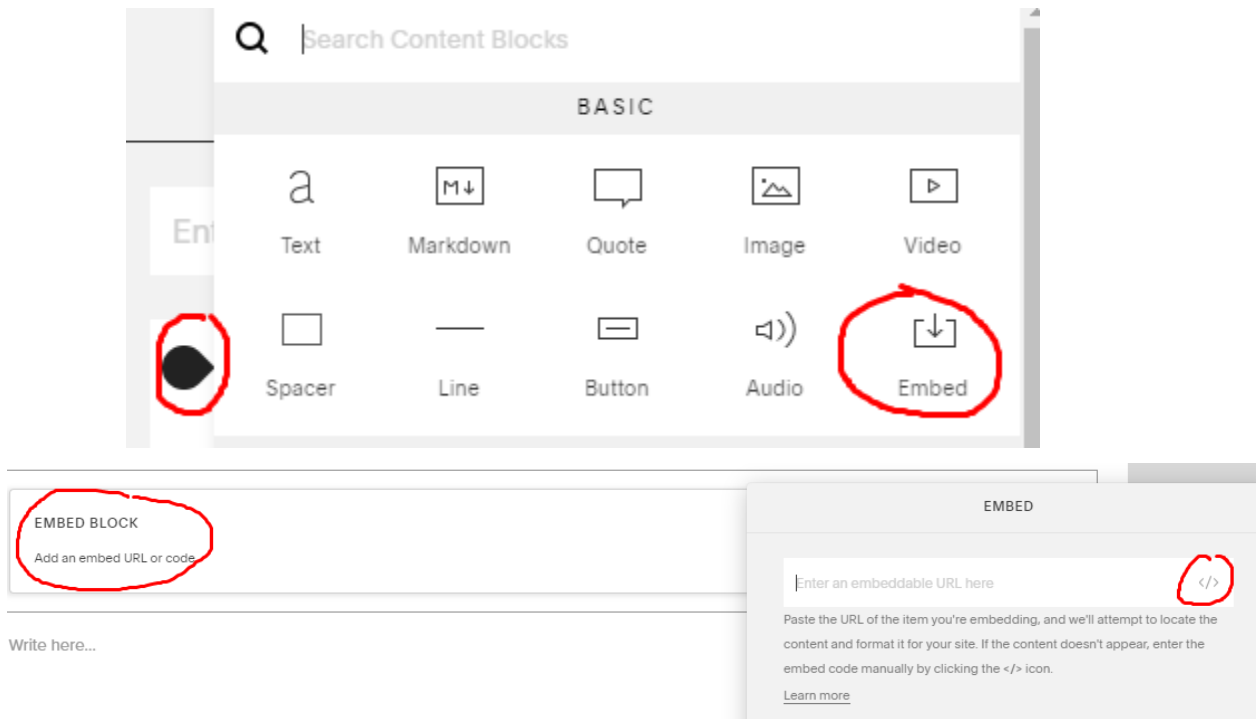 Search Content Blocks
BASIC
Ent
a
M
Text Markdown Quote Image Video
Spacer Line Button Audio Embed
EMBED BLOCK
Add an embed URL or code
EMBED
Enter an embeddable URL here </>
Paste the URL of the item you're embedding, and we'll attempt to locate the
content and format it for your site. If the content doesn't appear, enter the
embed code manually by clicking the </> icon.
Learn more
Write here...